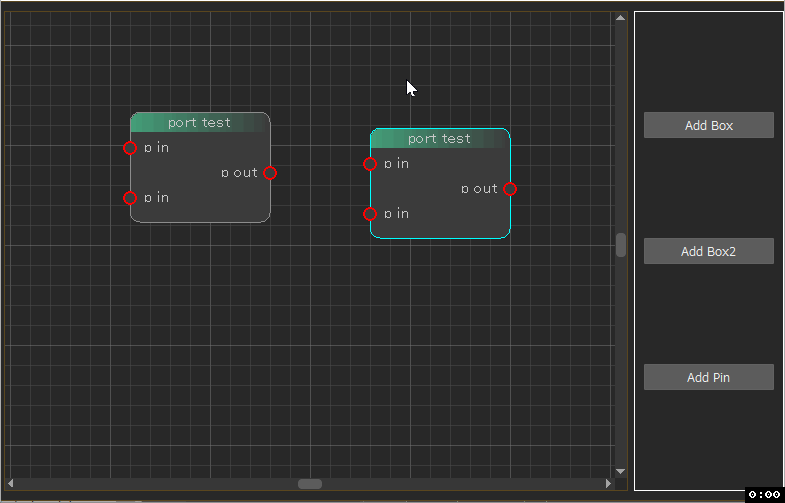 port test
p in
p out
p in
port test
p in
p out
p in
Add Box
Add Box2
Add Pin
0:00